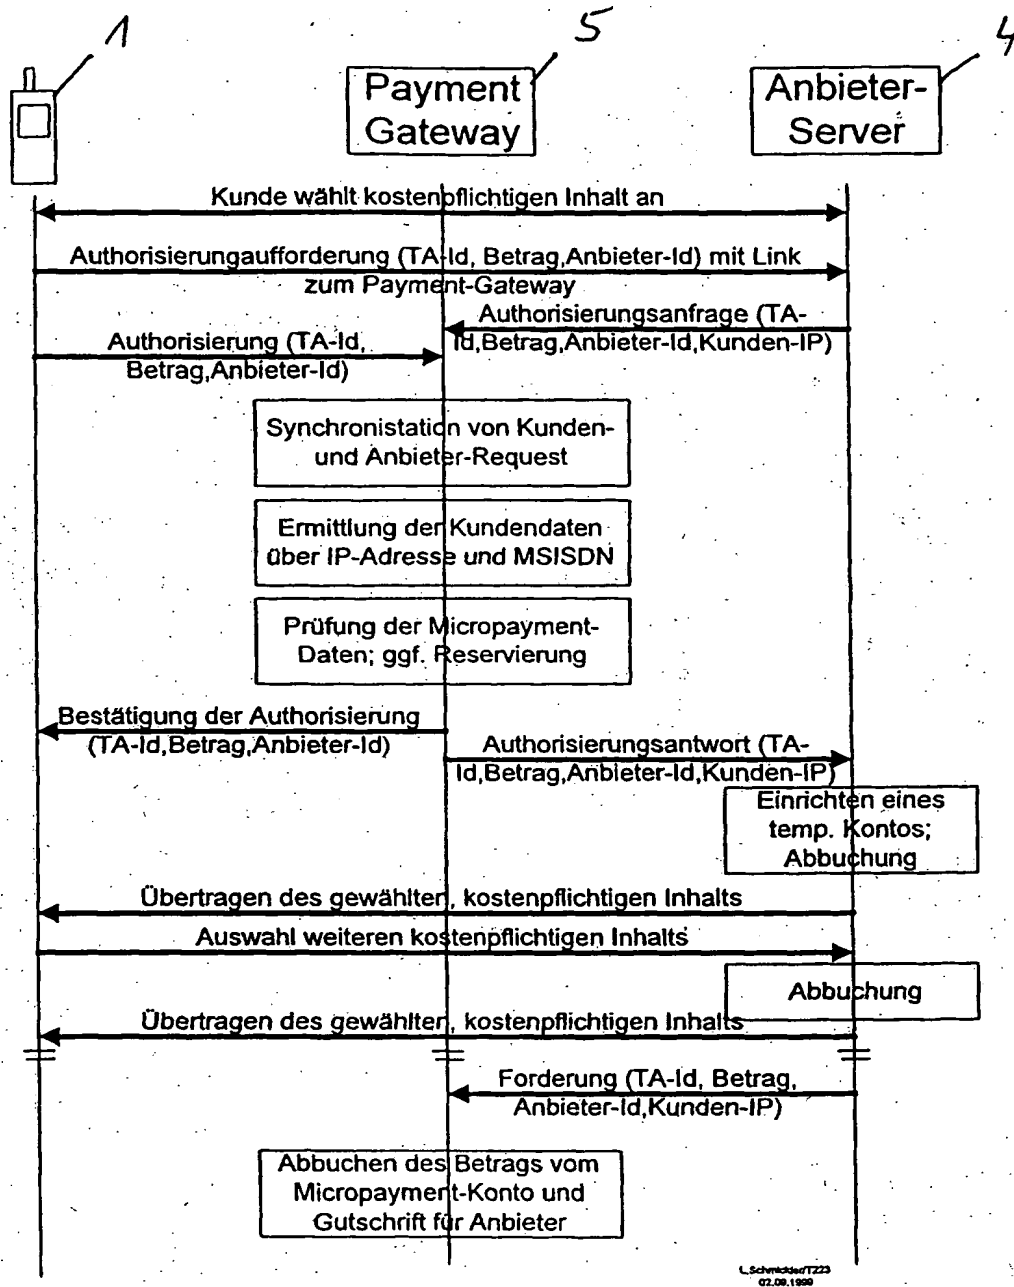 1
5
4
Payment
Gateway
Anbieter-
Server
Kunde wählt kostenpflichtigen Inhalt an
Authorisierungaufforderung (TA-Id, Betrag,Anbieter-Id) mit Link
zum Payment-Gateway
Authorisierungsanfrage (TA-
Id,Betrag,Anbieter-Id,Kunden-IP)
Authorisierung (TA-Id,
Betrag,Anbieter-Id)
Synchronistation von Kunden-
und Anbieter-Request
Ermittlung der Kundendaten
über IP-Adresse und MSISDN
Prüfung der Micropayment-
Daten; ggf. Reservierung
Bestätigung der Authorisierung
(TA-Id,Betrag,Anbieter-Id)
Authorisierungsantwort (TA-
Id,Betrag,Anbieter-Id,Kunden-IP)
Einrichten eines
temp. Kontos;
Abbuchung
Übertragen des gewählten, kostenpflichtigen Inhalts
Auswahl weiteren kostenpflichtigen Inhalts
Abbuchung
Übertragen des gewählten, kostenpflichtigen Inhalts
Forderung (TA-Id, Betrag,
Anbieter-Id,Kunden-IP)
Abbuchen des Betrags vom
Micropayment-Konto und
Gutschrift für Anbieter
02.09.1999